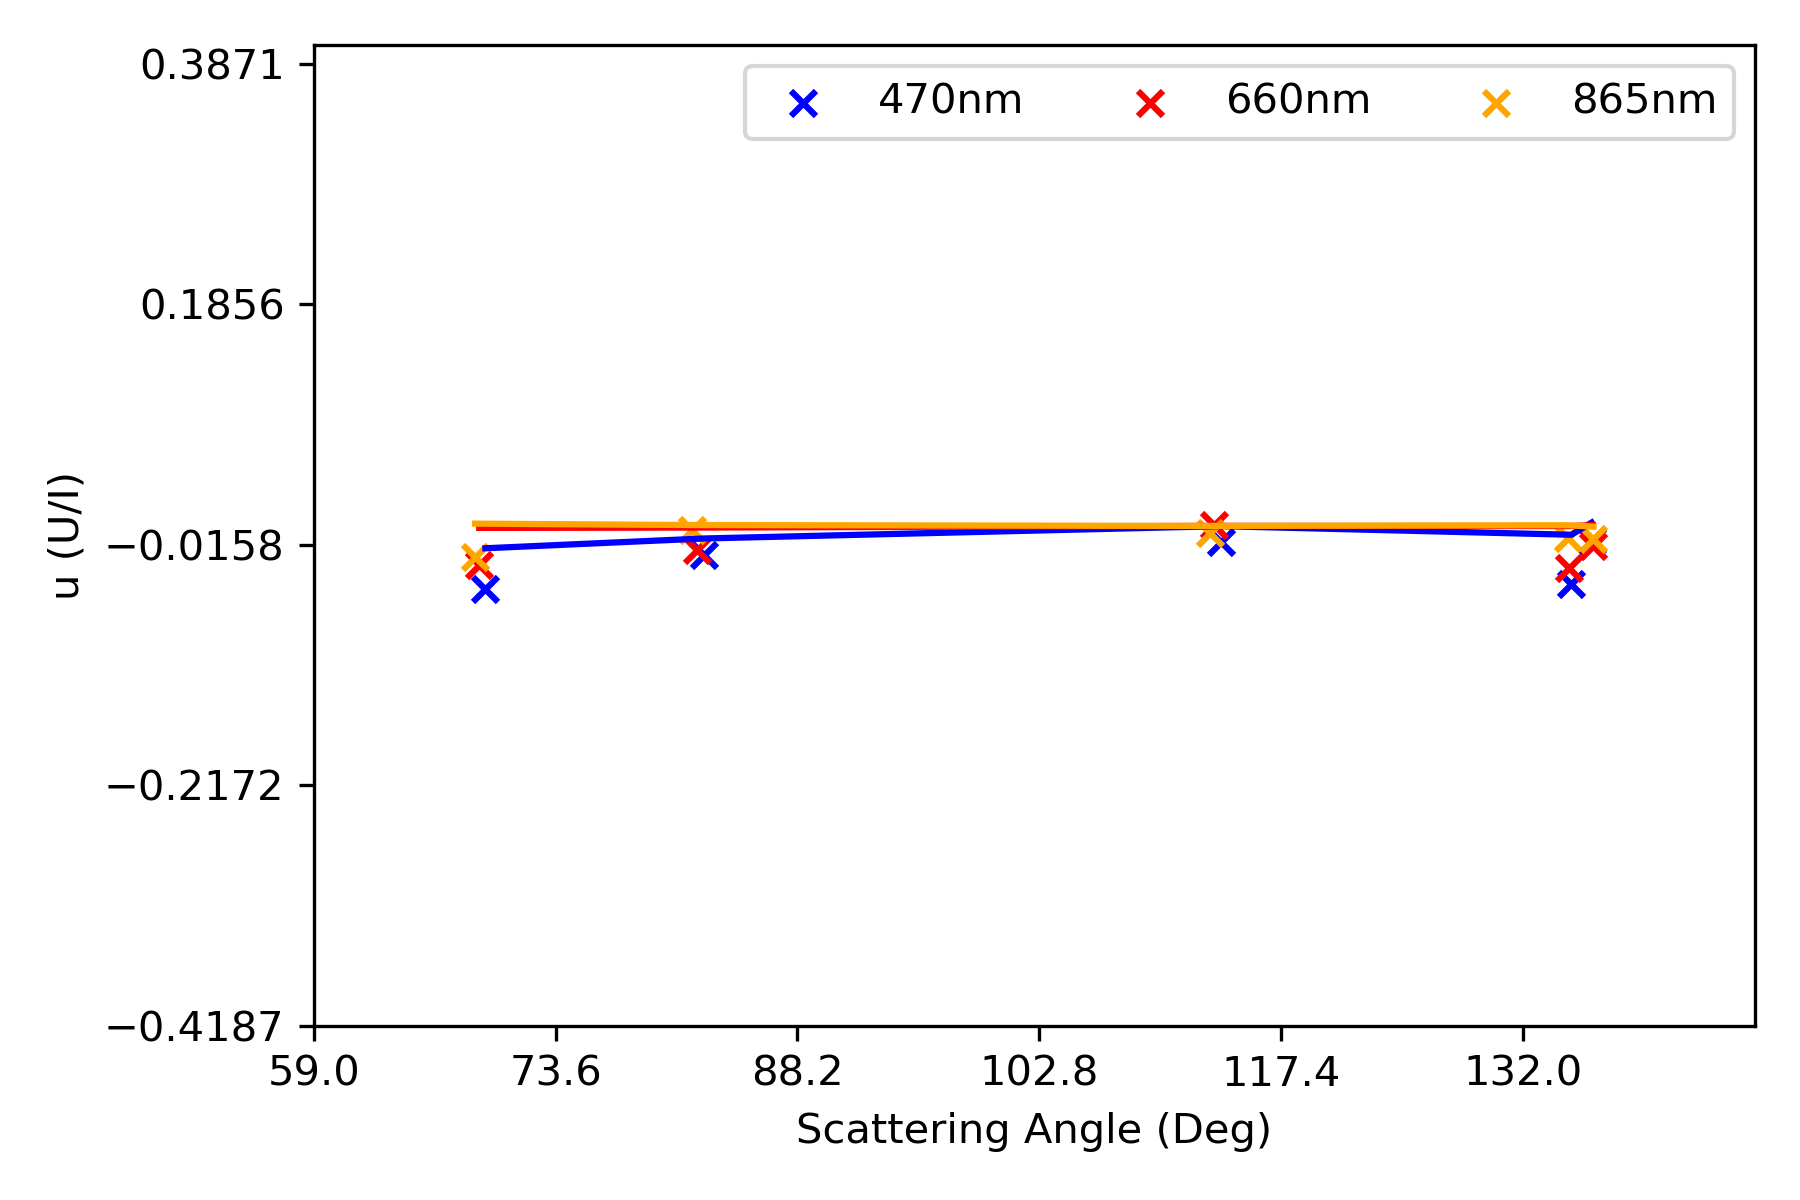 0.3871
470nm 660nm 865nm
0.1856
−0.0158
−0.2172
−0.4187
u (U/I)
59.0 73.6 88.2 102.8 117.4 132.0
Scattering Angle (Deg)